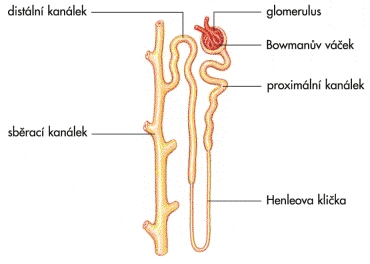 distální kanálek
glomerulus
Bowmanův váček
proximální kanálek
sběrací kanálek
Henleova klička